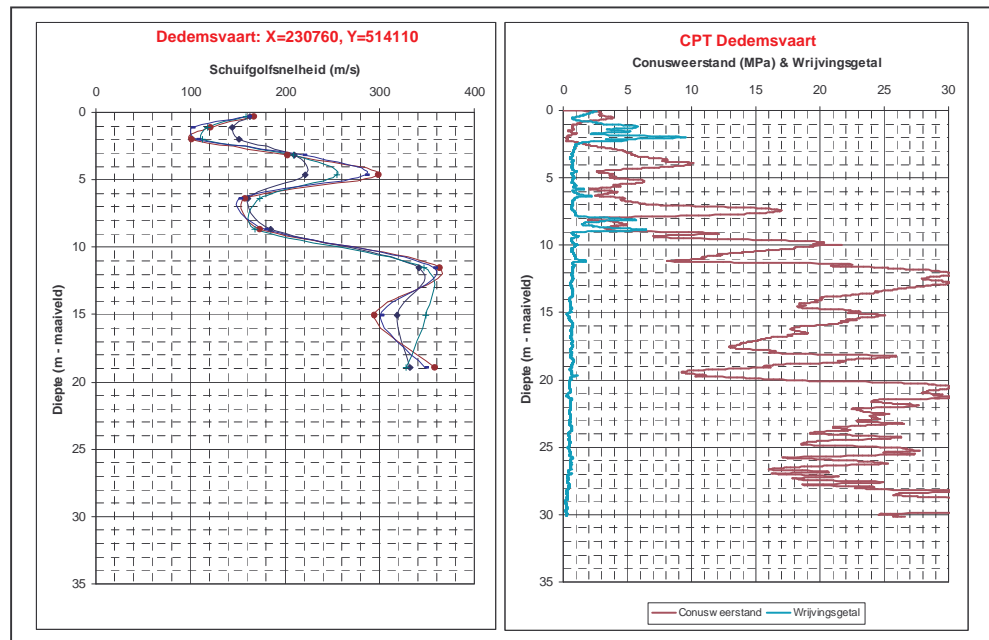 Dedemsvaart: X=230760, Y=514110
Schuifgolfsnelheid (m/s)
0 100 200 300 400
0
5
10
15
20
25
30
35
Diepte (m - maaiveld)
CPT Dedemsvaart
Conusweerstand (MPa) & Wrijvingsgetal
0 5 10 15 20 25 30
0
5
10
15
20
25
30
35
Diepte (m - maaiveld)
Conusweerstand Wrijvingsgetal